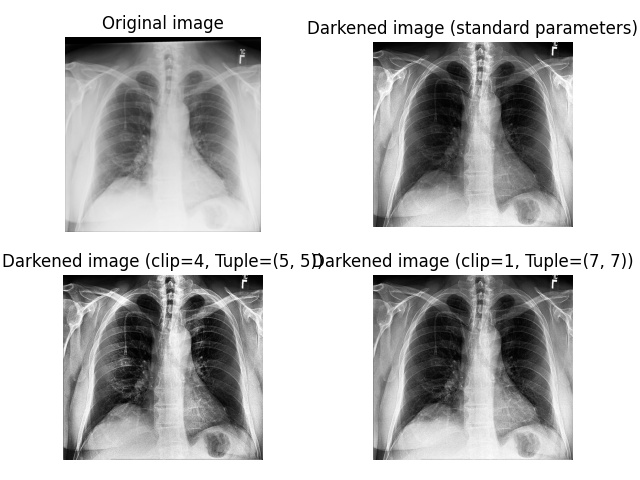 Original image
Darkened image (standard parameters)
Darkened image (clip=4, Tuple=(5, 5))
Darkened image (clip=1, Tuple=(7, 7))